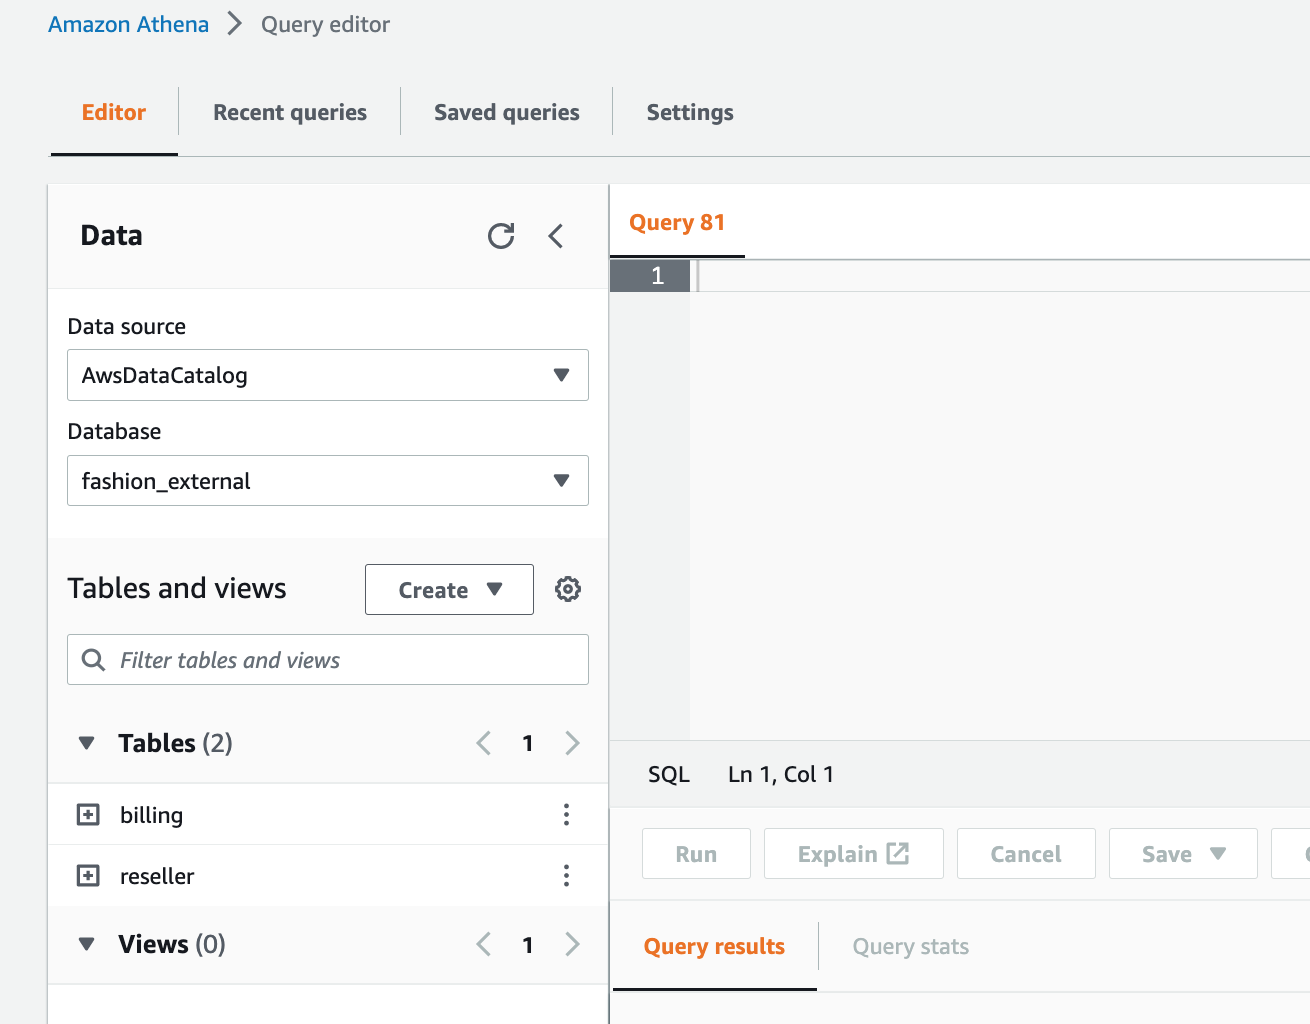 Amazon Athena > Query editor
Editor Recent queries Saved queries Settings
Data
Query 81
1
Data source
AwsDataCatalog
Database
fashion_external
Tables and views Create
Filter tables and views
Tables (2) 1
billing
reseller
Views (0) 1
SQL Ln 1, Col 1
Run Explain Cancel Save
Query results Query stats